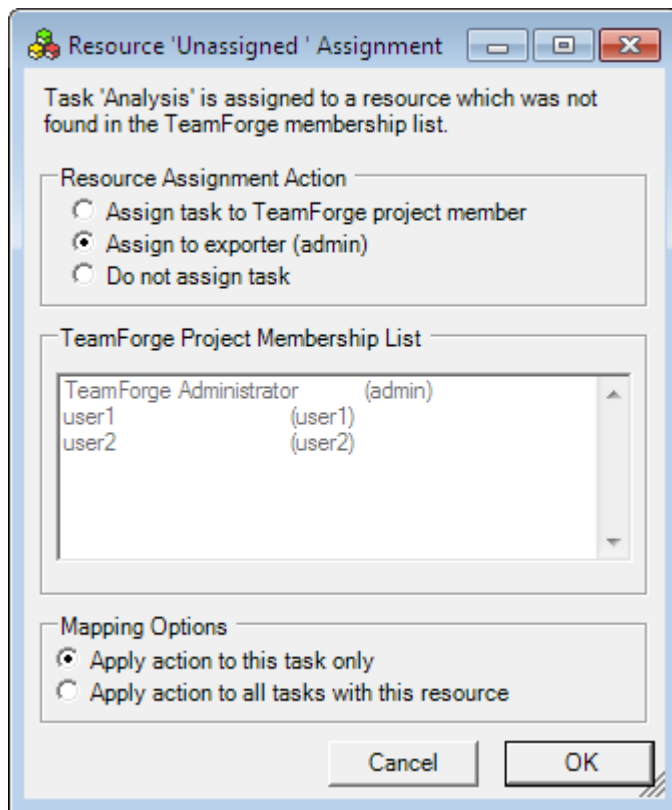 Resource 'Unassigned ' Assignment
Task 'Analysis' is assigned to a resource which was not
found in the TeamForge membership list.
Resource Assignment Action
Assign task to TeamForge project member
Assign to exporter (admin)
Do not assign task
TeamForge Project Membership List
TeamForge Administrator (admin)
user1 (user1)
user2 (user2)
Mapping Options
Apply action to this task only
Apply action to all tasks with this resource
Cancel OK